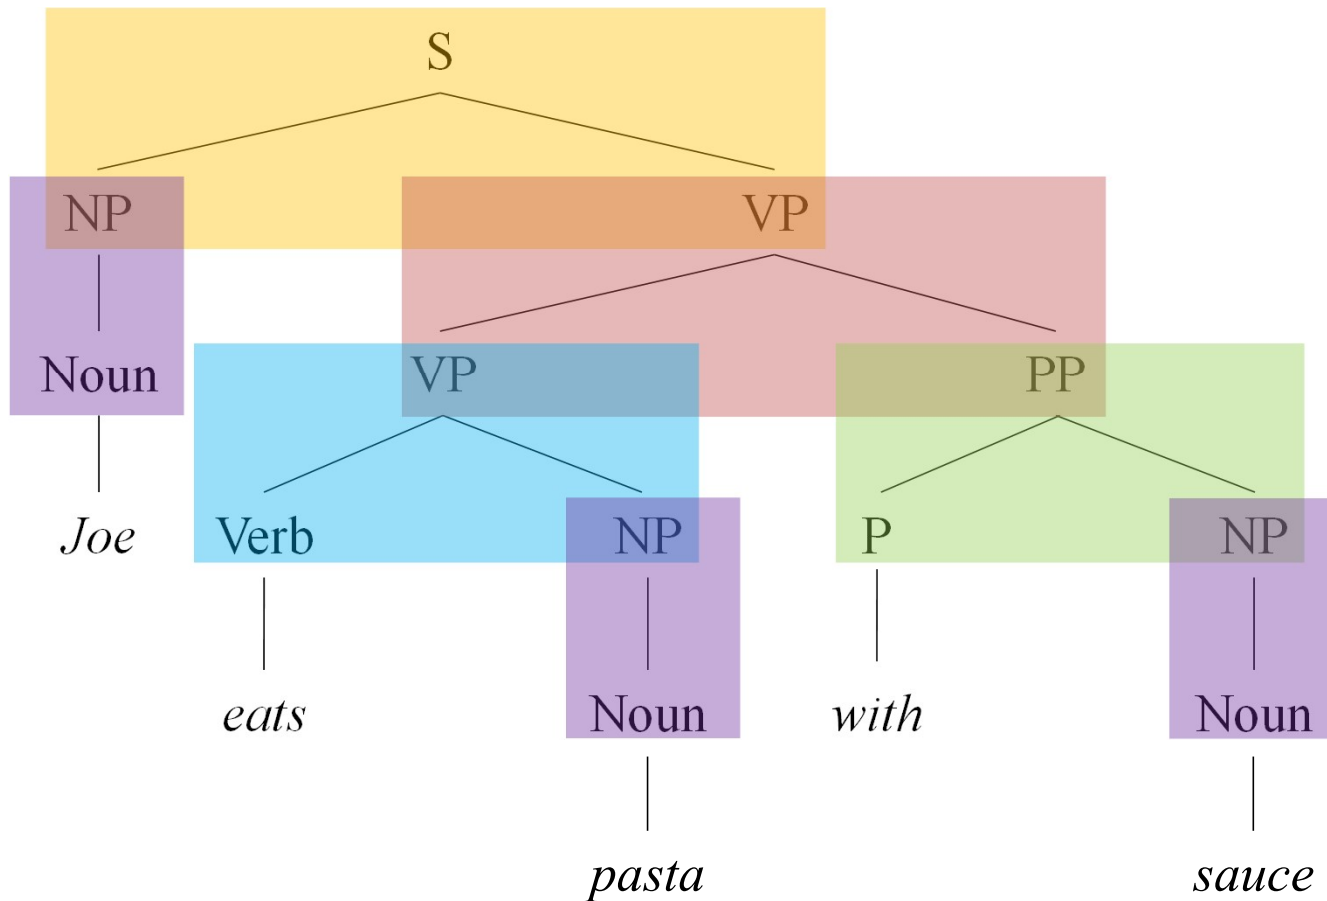 S
NP VP
Noun VP PP
Joe Verb NP P NP
eats Noun with Noun
pasta sauce